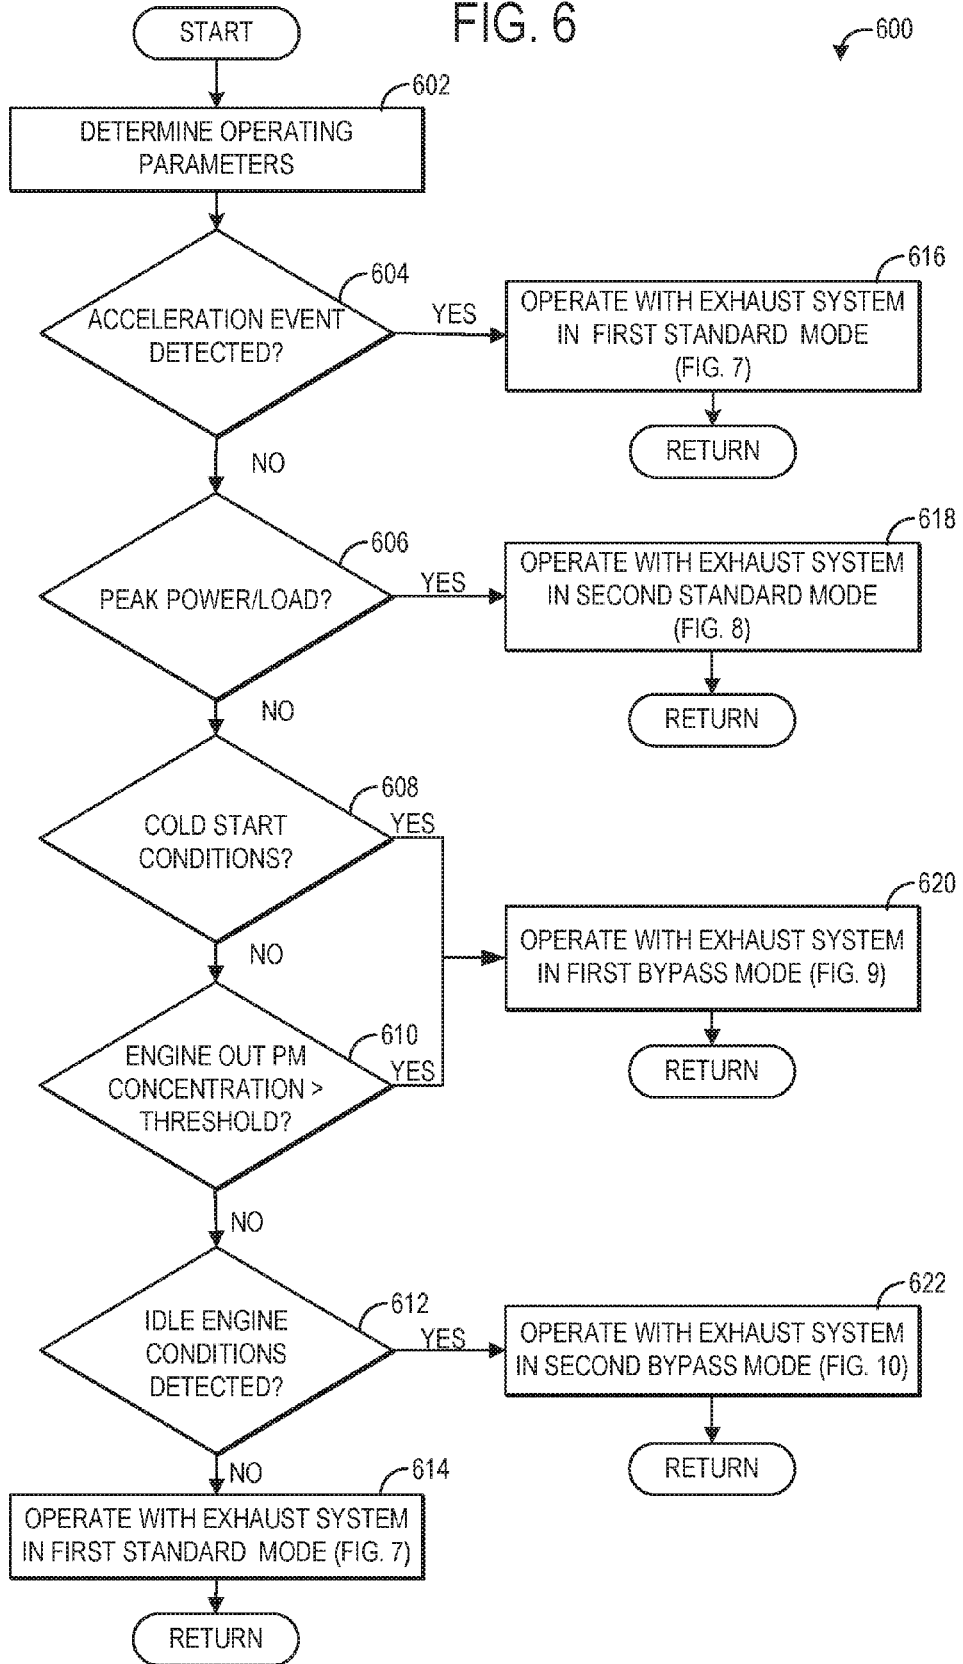 FIG. 6
600
START
602
DETERMINE OPERATING
PARAMETERS
604
ACCELERATION EVENT
DETECTED?
YES
616
OPERATE WITH EXHAUST SYSTEM
IN FIRST STANDARD MODE
(FIG. 7)
RETURN
NO
606
PEAK POWER/LOAD?
YES
618
OPERATE WITH EXHAUST SYSTEM
IN SECOND STANDARD MODE
(FIG. 8)
RETURN
NO
608
COLD START
CONDITIONS?
YES
620
OPERATE WITH EXHAUST SYSTEM
IN FIRST BYPASS MODE (FIG. 9)
RETURN
NO
610
ENGINE OUT PM
CONCENTRATION >
THRESHOLD?
YES
NO
612
IDLE ENGINE
CONDITIONS
DETECTED?
YES
622
OPERATE WITH EXHAUST SYSTEM
IN SECOND BYPASS MODE (FIG. 10)
RETURN
NO
614
OPERATE WITH EXHAUST SYSTEM
IN FIRST STANDARD MODE (FIG. 7)
RETURN